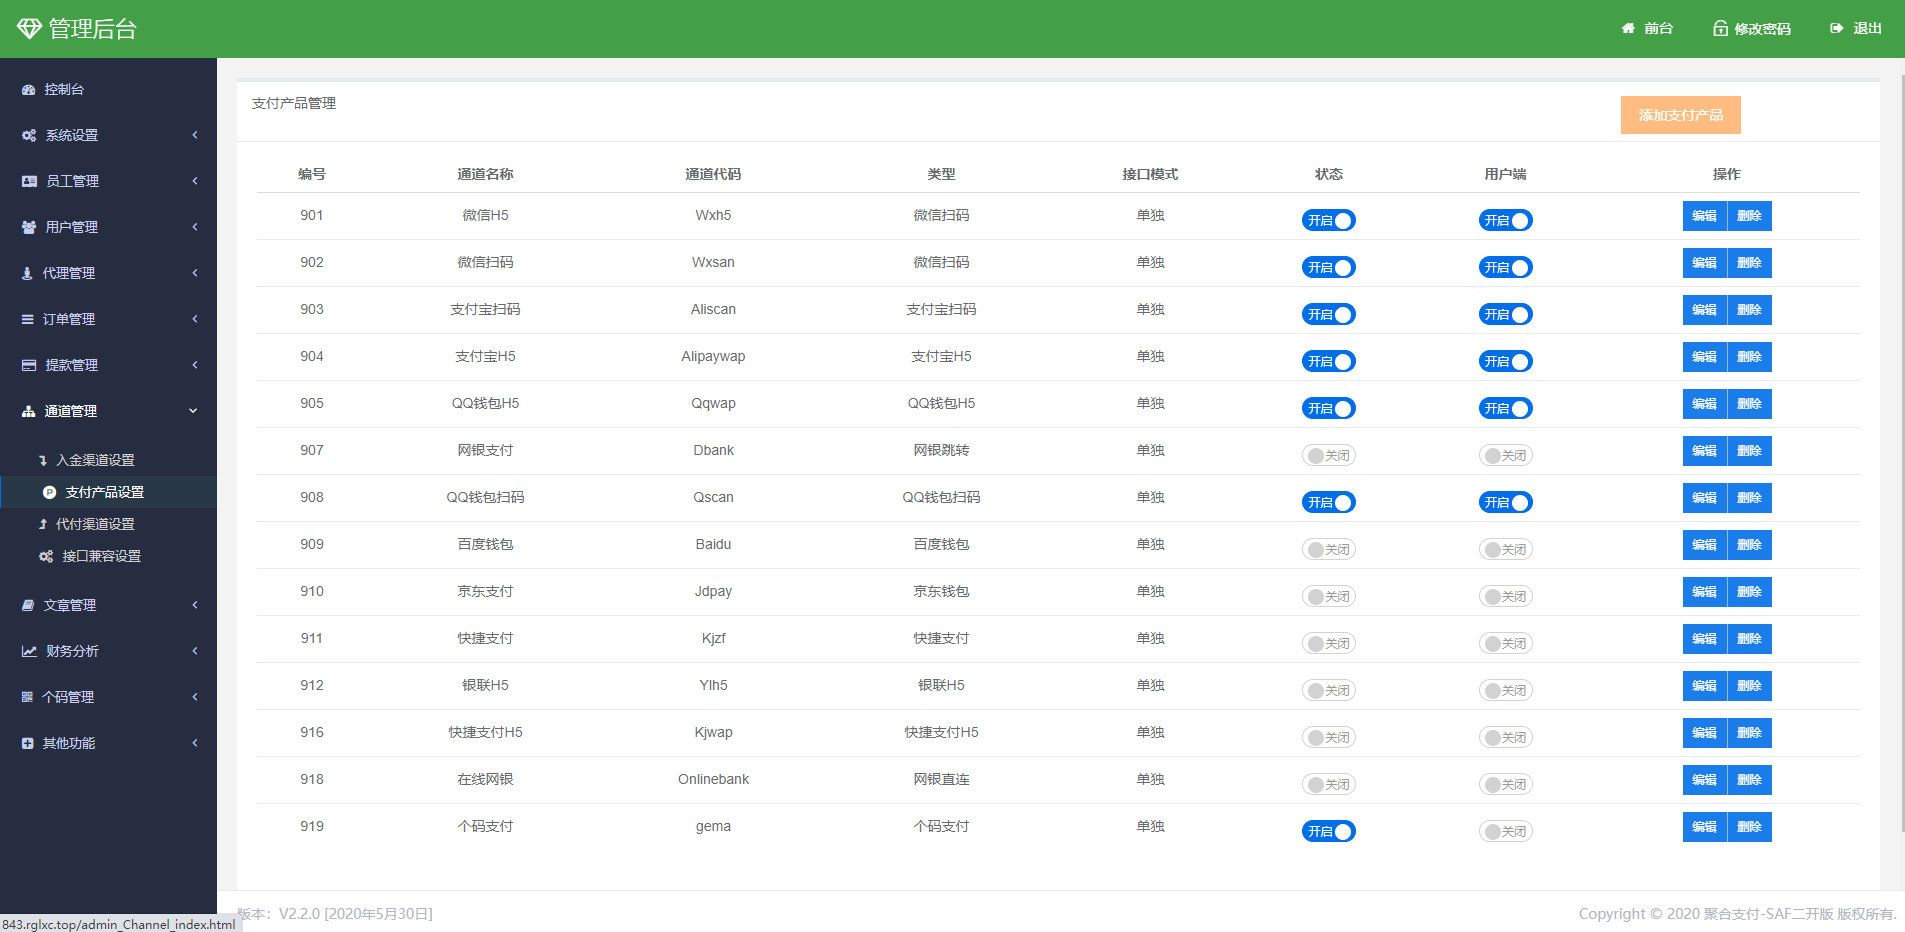 管理后台
前台 修改密码 退出
控制台
系统设置
员工管理
用户管理
代理管理
订单管理
提款管理
通道管理
入金渠道设置
支付产品设置
代付渠道设置
接口兼容设置
文章管理
财务分析
个码管理
其他功能
支付产品管理
添加支付产品
编号 通道名称 通道代码 类型 接口模式 状态 用户端 操作
901 微信H5 Wxh5 微信扫码 单独 开启 开启 编辑 删除
902 微信扫码 Wxsan 微信扫码 单独 开启 开启 编辑 删除
903 支付宝扫码 Aliscan 支付宝扫码 单独 开启 开启 编辑 删除
904 支付宝H5 Alipaywap 支付宝H5 单独 开启 开启 编辑 删除
905 QQ钱包H5 Qqwap QQ钱包H5 单独 开启 开启 编辑 删除
907 网银支付 Dbank 网银跳转 单独 关闭 关闭 编辑 删除
908 QQ钱包扫码 Qscan QQ钱包扫码 单独 开启 开启 编辑 删除
909 百度钱包 Baidu 百度钱包 单独 关闭 关闭 编辑 删除
910 京东支付 Jdpay 京东钱包 单独 关闭 关闭 编辑 删除
911 快捷支付 Kjzf 快捷支付 单独 关闭 关闭 编辑 删除
912 银联H5 Ylh5 银联H5 单独 关闭 关闭 编辑 删除
916 快捷支付H5 Kjwap 快捷支付H5 单独 关闭 关闭 编辑 删除
918 在线网银 Onlinebank 网银直连 单独 关闭 关闭 编辑 删除
919 个码支付 gema 个码支付 单独 开启 关闭 编辑 删除
版本：V2.2.0 [2020年5月30日]
Copyright © 2020 聚合支付-SAF二开版 版权所有.
843.rglxc.top/admin_Channel_index.html